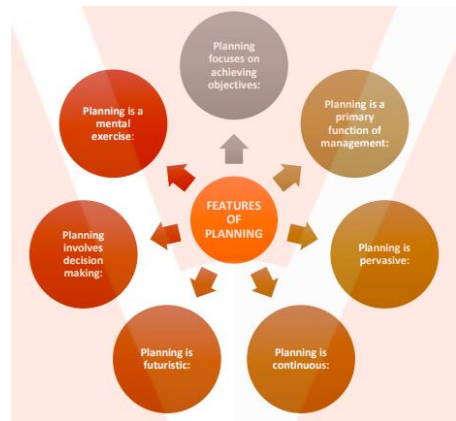 Planning
focuses on
achieving
objectives:
Planning is a
primary
function of
management:
Planning is
pervasive:
Planning is
continuous:
Planning is
futuristic:
Planning
involves
decision
making:
Planning is a
mental
exercise:
FEATURES
OF
PLANNING